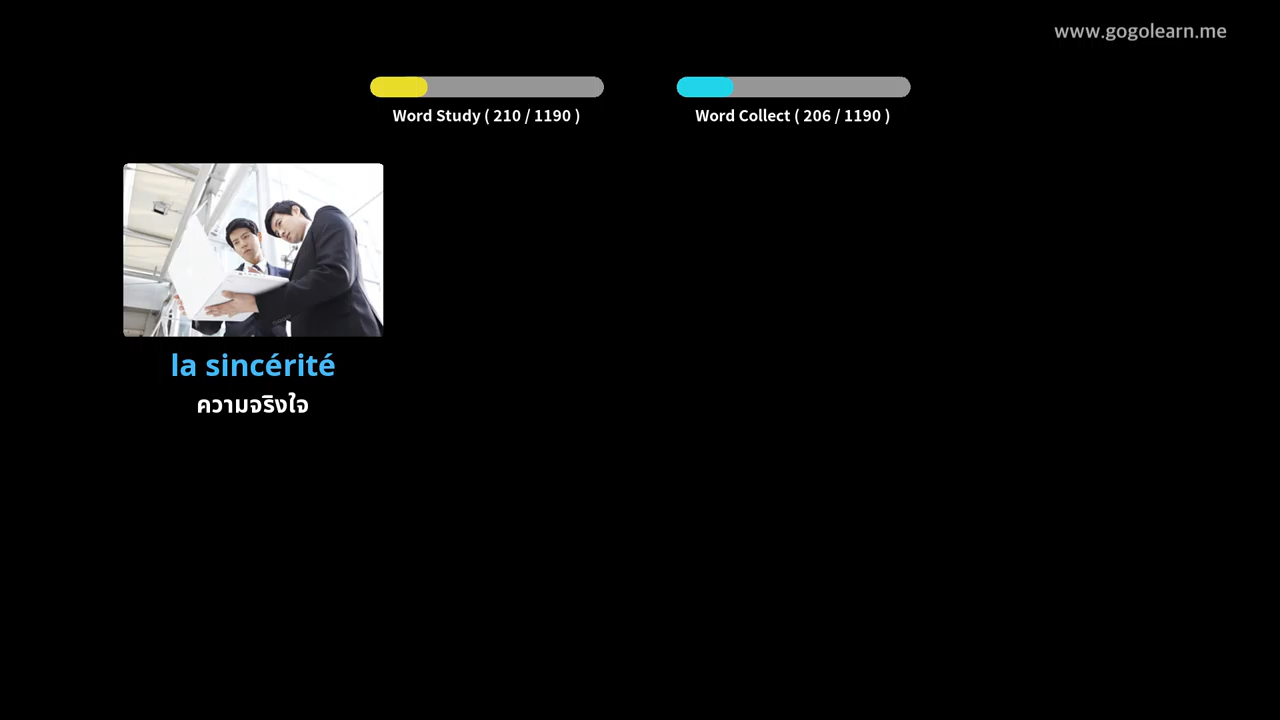 www.gogolearn.me
Word Study ( 210 / 1190 )
Word Collect ( 206 / 1190 )
la sincérité
ความจริงใจ